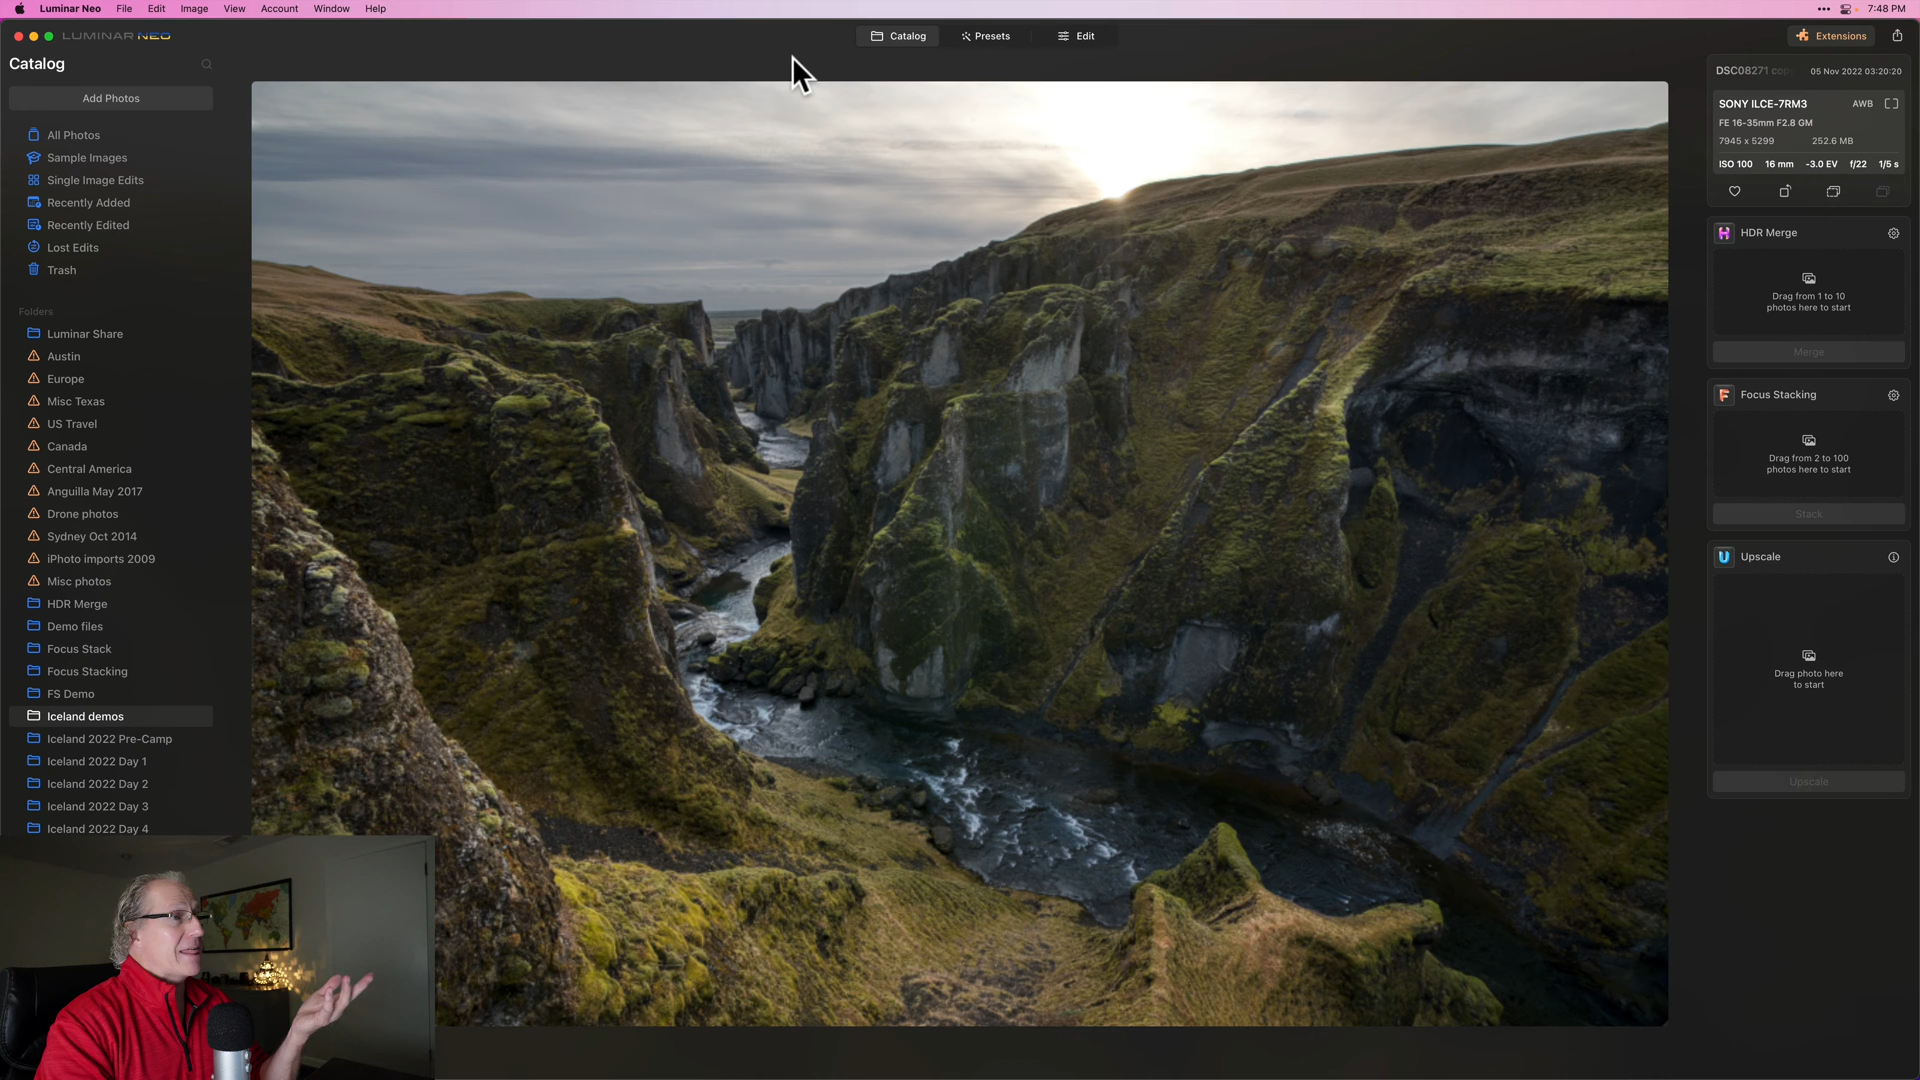 Luminar Neo File Edit Image View Account Window Help
7:48 PM
LUMINAR NEO
Catalog
Presets
Edit
Extensions
Catalog
Add Photos
All Photos
Sample Images
Single Image Edits
Recently Added
Recently Edited
Lost Edits
Trash
Folders
Luminar Share
Austin
Europe
Misc Texas
US Travel
Canada
Central America
Anguilla May 2017
Drone photos
Sydney Oct 2014
iPhoto imports 2009
Misc photos
HDR Merge
Demo files
Focus Stack
Focus Stacking
FS Demo
Iceland demos
Iceland 2022 Pre-Camp
Iceland 2022 Day 1
Iceland 2022 Day 2
Iceland 2022 Day 3
Iceland 2022 Day 4
DSC08271 cop 05 Nov 2022 03:20:20
SONY ILCE-7RM3 AWB
FE 16-35mm F2.8 GM
7945 x 5299 252.6 MB
ISO 100 16 mm -3.0 EV f/22 1/5 s
HDR Merge
Drag from 1 to 10
photos here to start
Merge
Focus Stacking
Drag from 2 to 100
photos here to start
Stack
Upscale
Drag photo here
to start
Upscale